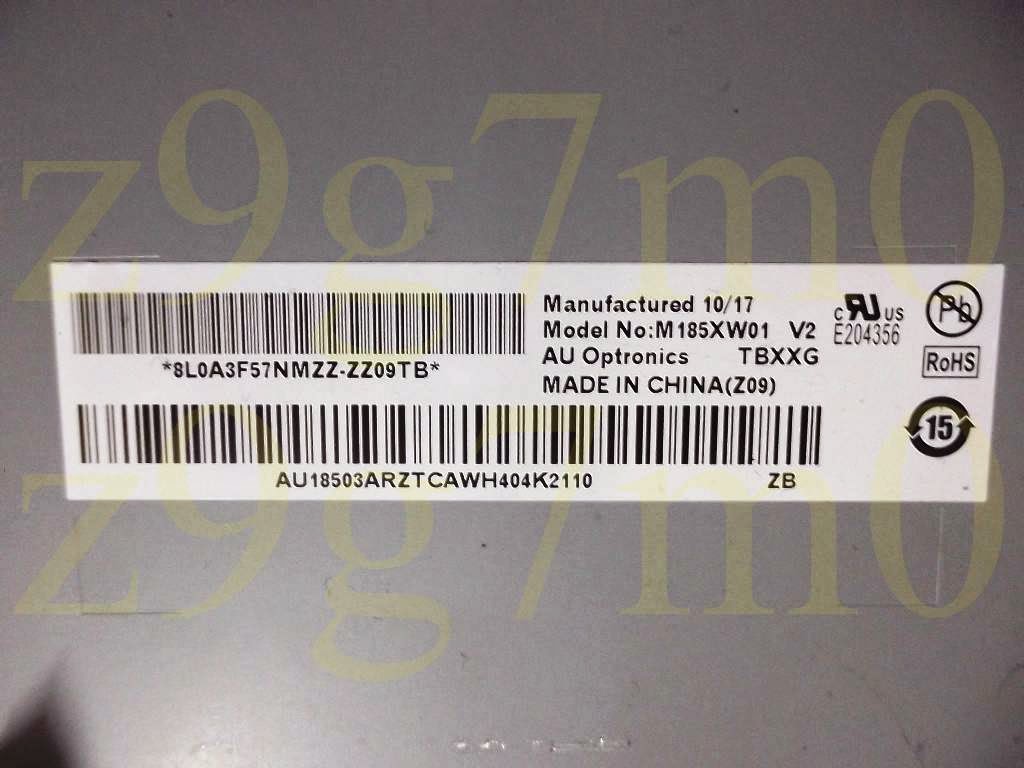 z9g7m0
Manufactured 10/17
Model No:M185XW01 V2
AU Optronics TBXXG
MADE IN CHINA(Z09)
*8L0A3F57NMZZ-ZZ09TB*
c RU US
E204356
Pb
RoHS
15
AU18503ARZTCAWH404K2110 ZB
z9g7m0